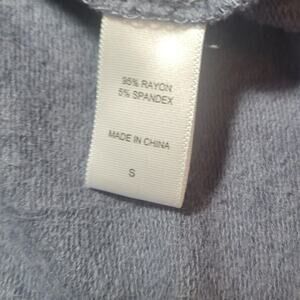 95% RAYON
5% SPANDEX
MADE IN CHINA
S